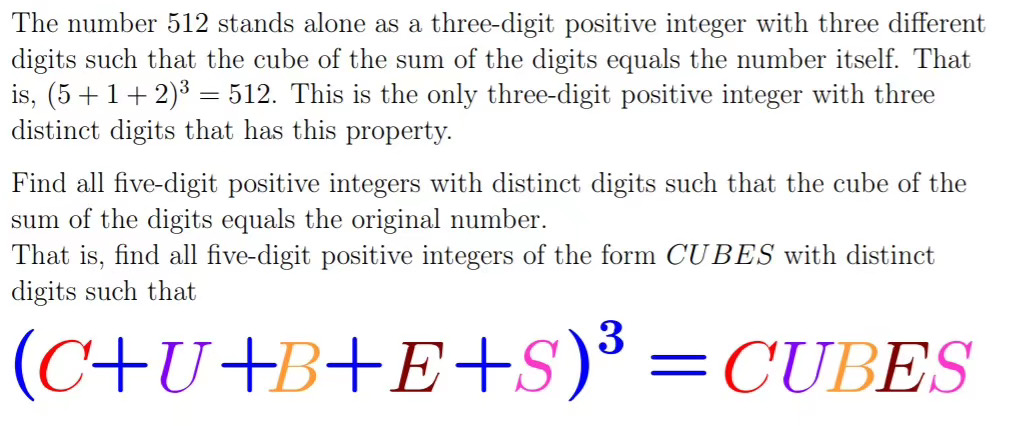 The number 512 stands alone as a three-digit positive integer with three different
digits such that the cube of the sum of the digits equals the number itself. That
is, (5 + 1 + 2)³ = 512. This is the only three-digit positive integer with three
distinct digits that has this property.
Find all five-digit positive integers with distinct digits such that the cube of the
sum of the digits equals the original number.
That is, find all five-digit positive integers of the form CUBES with distinct
digits such that
(C+U+B+E+S)³ = CUBES